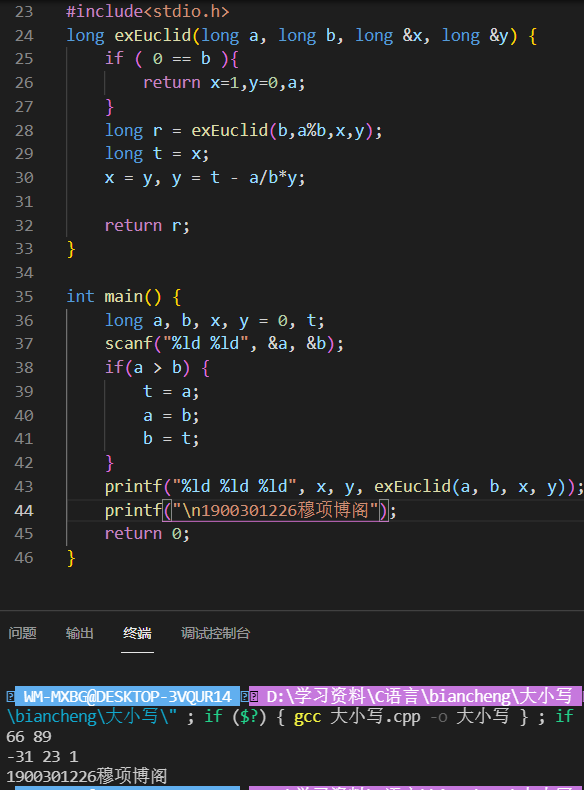 23 #include<stdio.h>
24 long exEuclid(long a, long b, long &x, long &y) {
25     if ( 0 == b ){
26         return x=1,y=0,a;
27     }
28     long r = exEuclid(b,a%b,x,y);
29     long t = x;
30     x = y, y = t - a/b*y;
31
32     return r;
33 }
34
35 int main() {
36     long a, b, x, y = 0, t;
37     scanf("%ld %ld", &a, &b);
38     if(a > b) {
39         t = a;
40         a = b;
41         b = t;
42     }
43     printf("%ld %ld %ld", x, y, exEuclid(a, b, x, y));
44     printf("\n1900301226穆项博阁");
45     return 0;
46 }
问题 输出 终端 调试控制台
WM-MXBG@DESKTOP-3VQUR14 D:\学习资料\C语言\biancheng\大小写
\biancheng\大小写\" ; if ($?) { gcc 大小写.cpp -o 大小写 } ; if
66 89
-31 23 1
1900301226穆项博阁